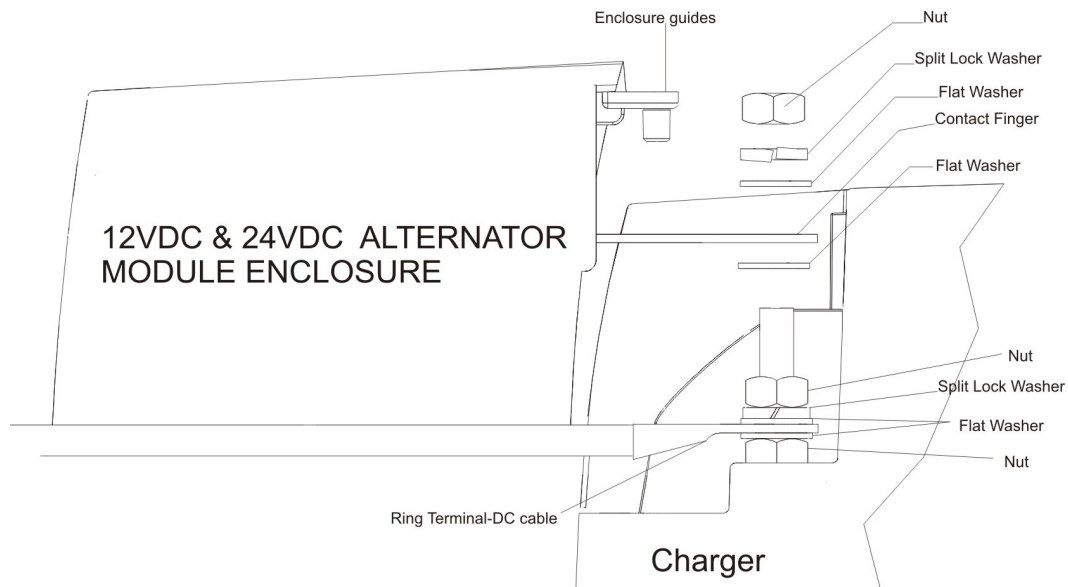 Enclosure guides
Nut
Split Lock Washer
Flat Washer
Contact Finger
Flat Washer
12VDC & 24VDC ALTERNATOR
MODULE ENCLOSURE
Nut
Split Lock Washer
Flat Washer
Nut
Ring Terminal-DC cable
Charger